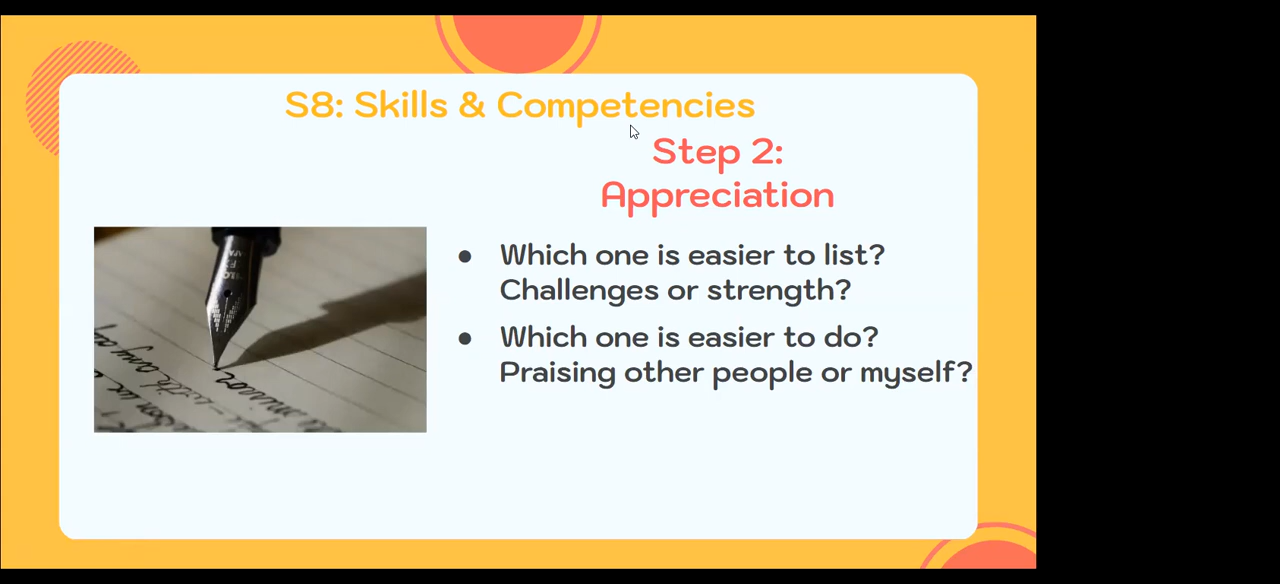 S8: Skills & Competencies
Step 2:
Appreciation
● Which one is easier to list?
Challenges or strength?
● Which one is easier to do?
Praising other people or myself?